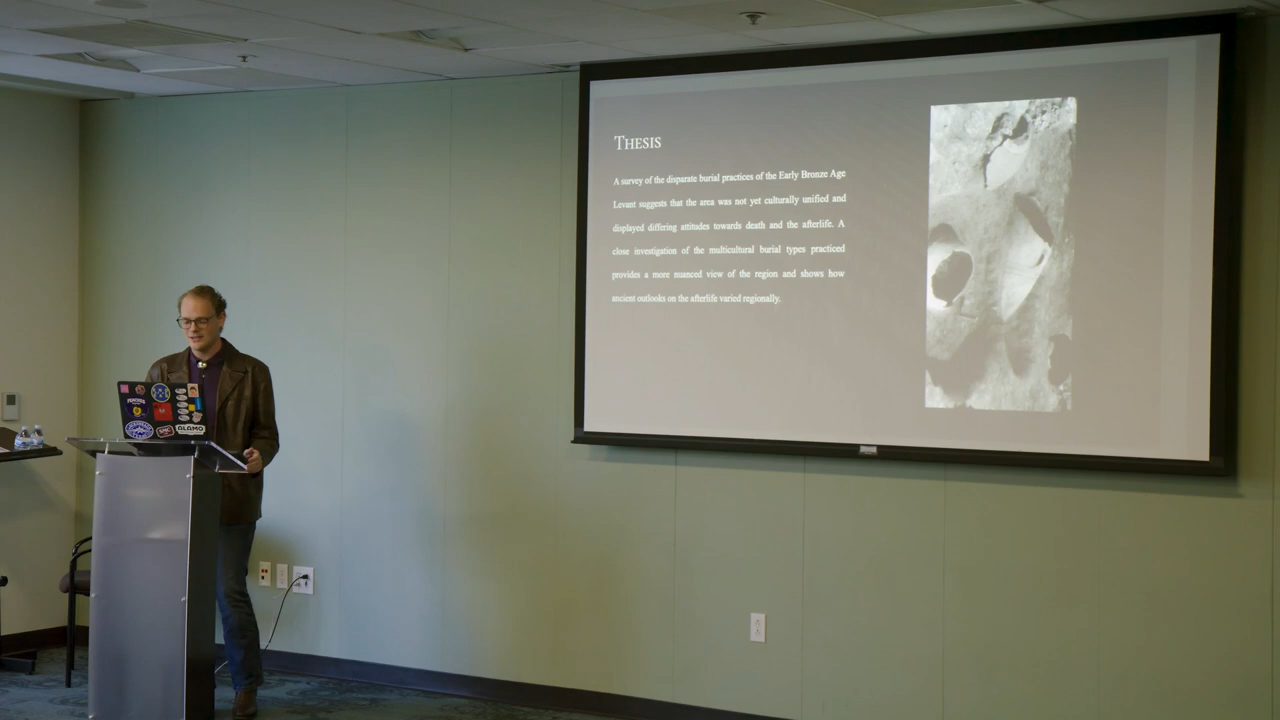 THESIS
A survey of the disparate burial practices of the Early Bronze Age
Levant suggests that the area was not yet culturally unified and
displayed differing attitudes towards death and the afterlife. A
close investigation of the multicultural burial types practiced
provides a more nuanced view of the region and shows how
ancient outlooks on the afterlife varied regionally.
ALAMO